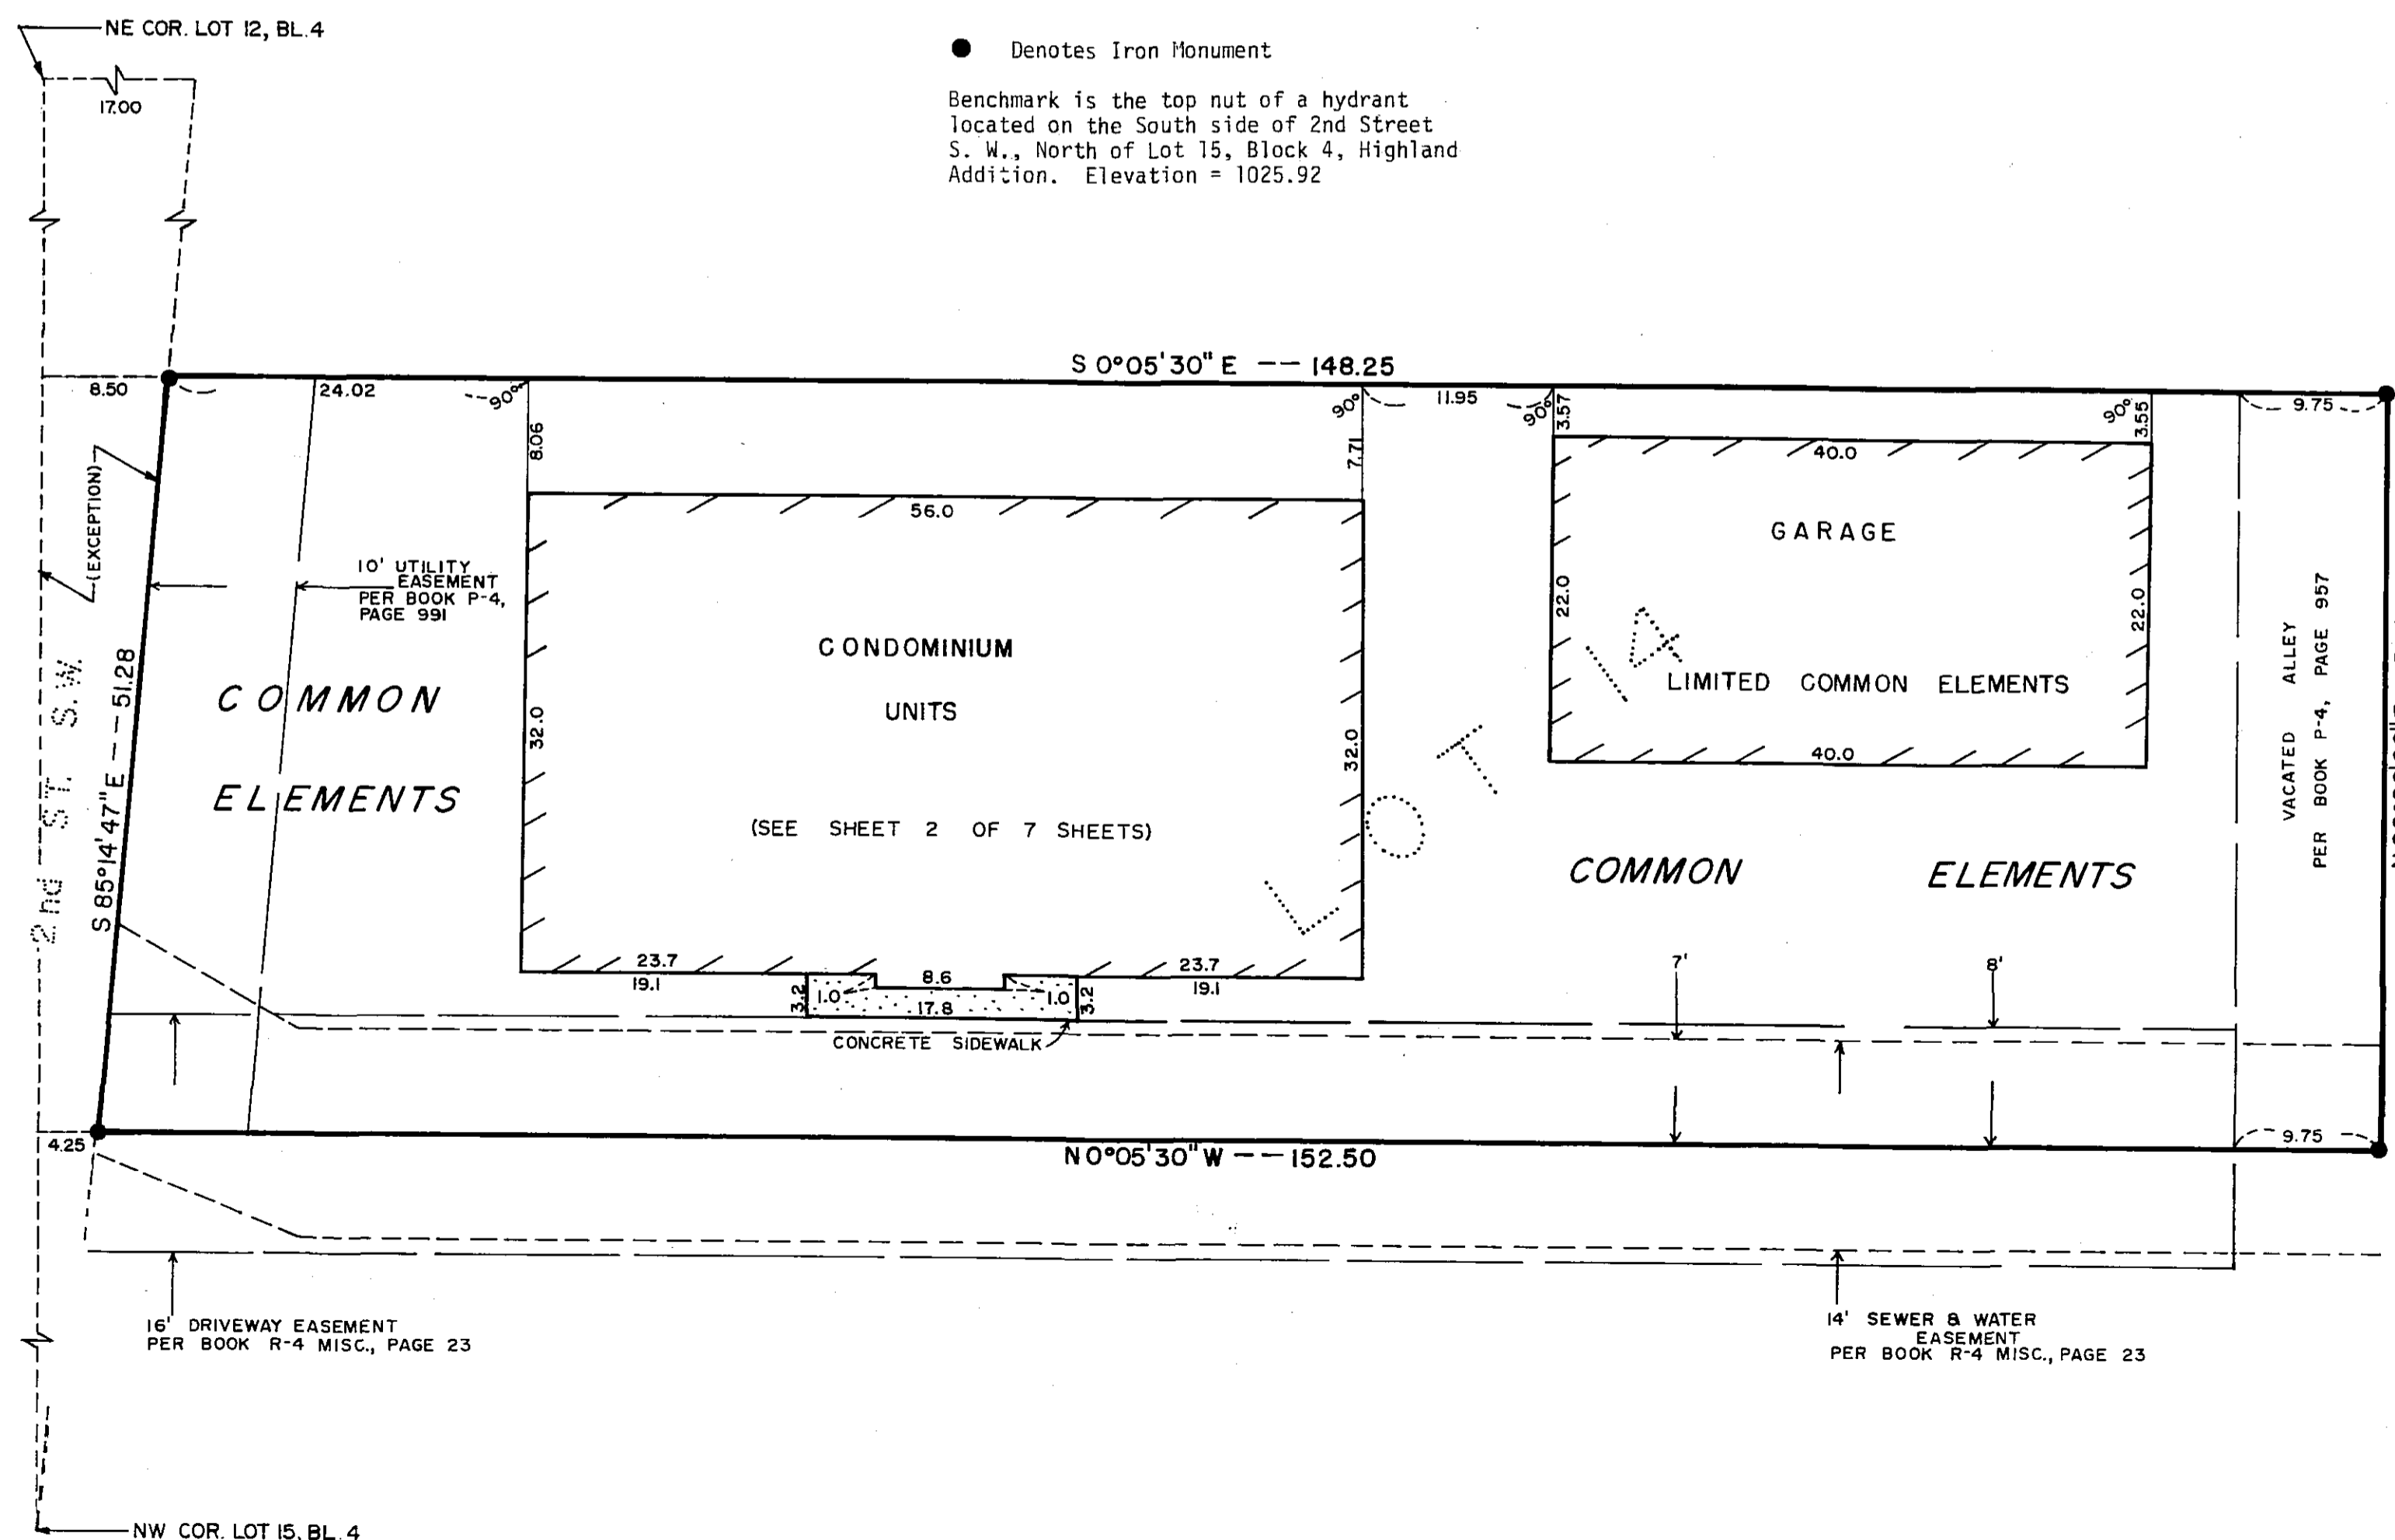 NE COR. LOT 12, BL.4
17.00
● Denotes Iron Monument
Benchmark is the top nut of a hydrant
located on the South side of 2nd Street
S. W., North of Lot 15, Block 4, Highland
Addition. Elevation = 1025.92
S 0°05'30" E -- 148.25
8.50
24.02
90°
90°
11.95
90°
3.57
90°
3.55
9.75
8.06
7.71
(EXCEPTION)
56.0
40.0
GARAGE
10' UTILITY
EASEMENT
PER BOOK P-4,
PAGE 991
22.0
22.0
CONDOMINIUM
UNITS
(SEE SHEET 2 OF 7 SHEETS)
32.0
32.0
LIMITED COMMON ELEMENTS
40.0
LOT 14
VACATED ALLEY
PER BOOK P-4, PAGE 957
2nd ST. S.W.
S 85°14'47" E -- 51.28
COMMON
ELEMENTS
COMMON ELEMENTS
23.7
19.1
8.6
23.7
19.1
3.2
1.0
17.8
1.0
3.2
CONCRETE SIDEWALK
7'
8'
4.25
N 0°05'30" W -- 152.50
9.75
16' DRIVEWAY EASEMENT
PER BOOK R-4 MISC., PAGE 23
14' SEWER & WATER
EASEMENT
PER BOOK R-4 MISC., PAGE 23
NW COR. LOT 15, BL. 4